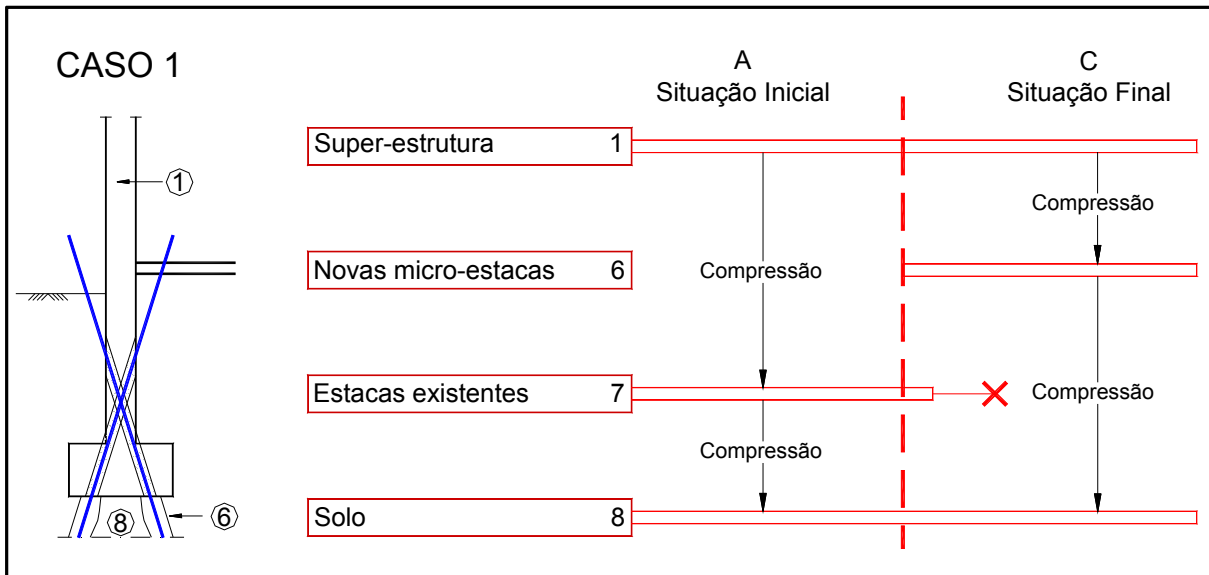 CASO 1
A
Situação Inicial
C
Situação Final
Super-estrutura 1
1
Compressão
Novas micro-estacas 6
Compressão
Estacas existentes 7
Compressão
Compressão
Solo 8
8
6